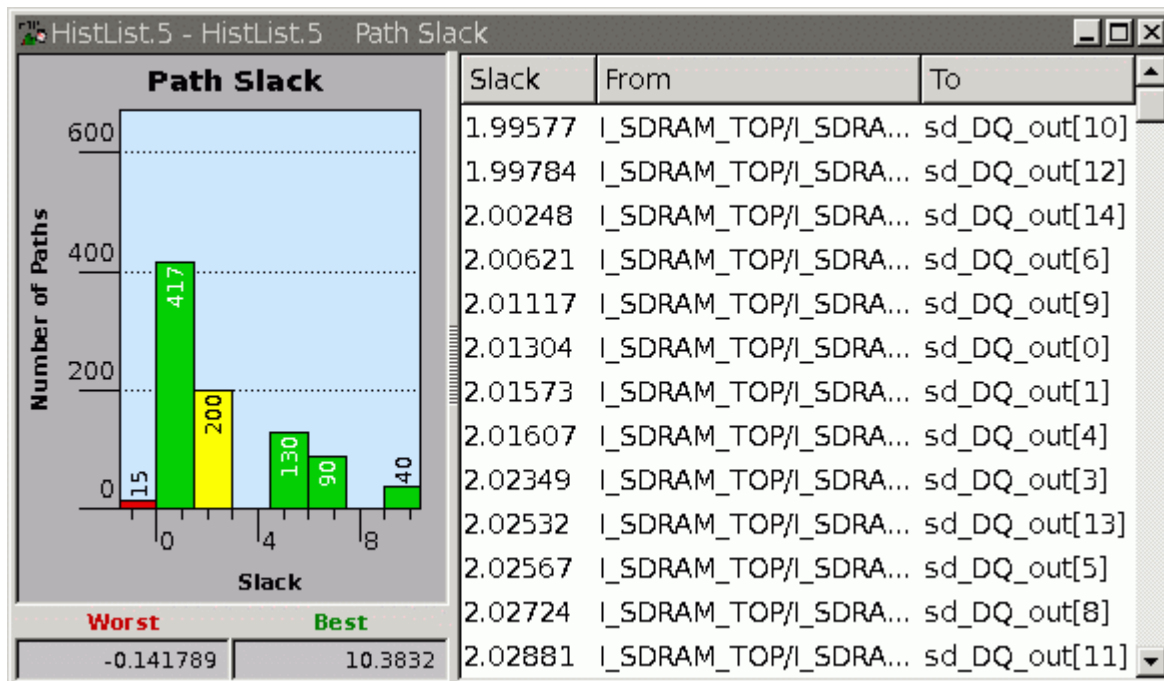 HistList.5 - HistList.5 Path Slack
Path Slack
600
400
200
0
Number of Paths
15
417
200
130
90
40
0 4 8
Slack
Worst Best
-0.141789 10.3832
Slack From To
1.99577 I_SDRAM_TOP/I_SDRA... sd_DQ_out[10]
1.99784 I_SDRAM_TOP/I_SDRA... sd_DQ_out[12]
2.00248 I_SDRAM_TOP/I_SDRA... sd_DQ_out[14]
2.00621 I_SDRAM_TOP/I_SDRA... sd_DQ_out[6]
2.01117 I_SDRAM_TOP/I_SDRA... sd_DQ_out[9]
2.01304 I_SDRAM_TOP/I_SDRA... sd_DQ_out[0]
2.01573 I_SDRAM_TOP/I_SDRA... sd_DQ_out[1]
2.01607 I_SDRAM_TOP/I_SDRA... sd_DQ_out[4]
2.02349 I_SDRAM_TOP/I_SDRA... sd_DQ_out[3]
2.02532 I_SDRAM_TOP/I_SDRA... sd_DQ_out[13]
2.02567 I_SDRAM_TOP/I_SDRA... sd_DQ_out[5]
2.02724 I_SDRAM_TOP/I_SDRA... sd_DQ_out[8]
2.02881 I_SDRAM_TOP/I_SDRA... sd_DQ_out[11]